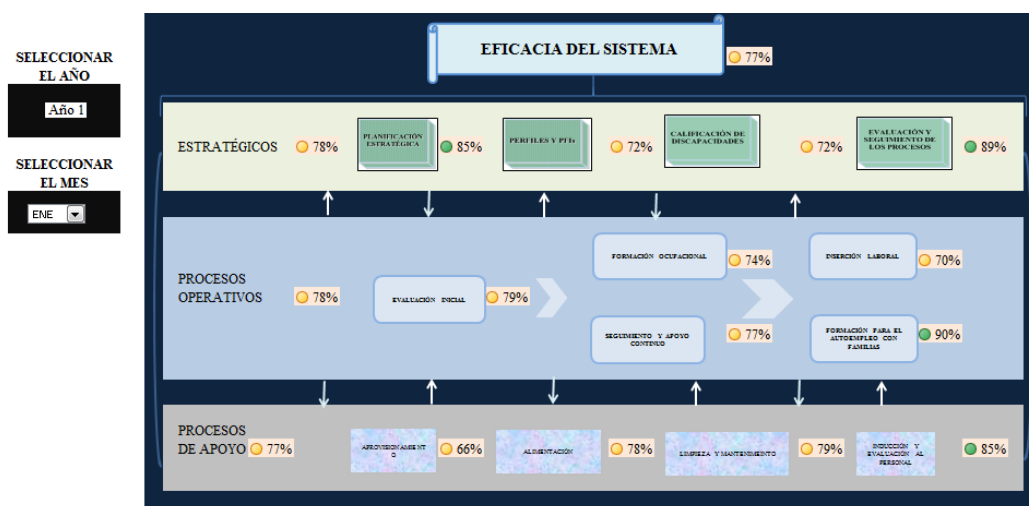 EFICACIA DEL SISTEMA
77%
SELECCIONAR
EL AÑO
Año 1
SELECCIONAR
EL MES
ENE
ESTRATÉGICOS
78%
PLANIFICACIÓN
ESTRATÉGICA
85%
PERFILES Y PFIs
72%
CALIFICACIÓN DE
DISCAPACIDADES
72%
EVALUACIÓN Y
SEGUIMIENTO DE
LOS PROCESOS
89%
PROCESOS
OPERATIVOS
78%
EVALUACIÓN INICIAL
79%
FORMACIÓN OCUPACIONAL
74%
INSERCIÓN LABORAL
70%
SEGUIMIENTO Y APOYO
CONTINUO
77%
FORMACIÓN PARA EL
AUTOEMPLEO CON
FAMILIAS
90%
PROCESOS
DE APOYO
77%
APROVISIONAMIENT
O
66%
ALIMENTACIÓN
78%
LIMPIEZA Y MANTENIMEINTO
79%
INDUCCIÓN Y
EVALUACIÓN AL
PERSONAL
85%